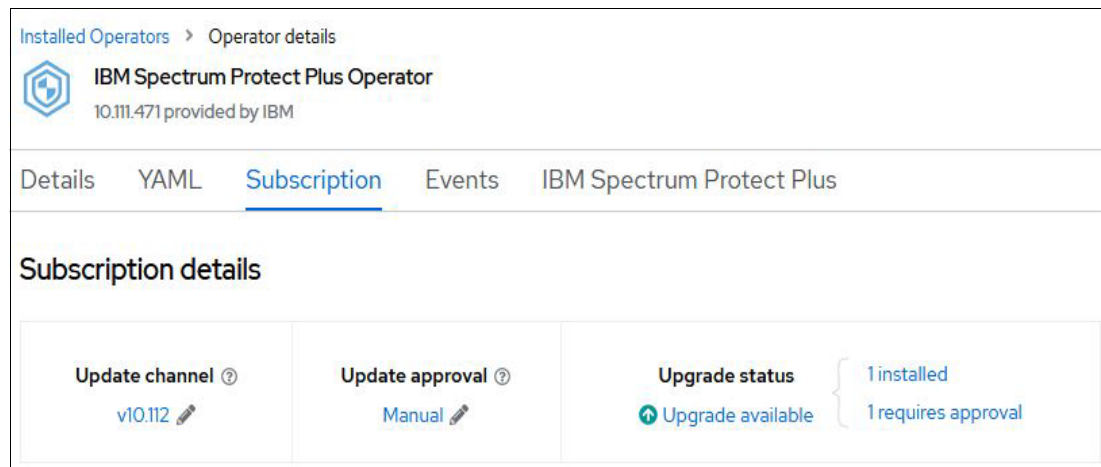 Installed Operators > Operator details
IBM Spectrum Protect Plus Operator
10.111.471 provided by IBM
Details YAML Subscription Events IBM Spectrum Protect Plus
Subscription details
Update channel ?
v10.112
Update approval ?
Manual
Upgrade status
Upgrade available
1 installed
1 requires approval